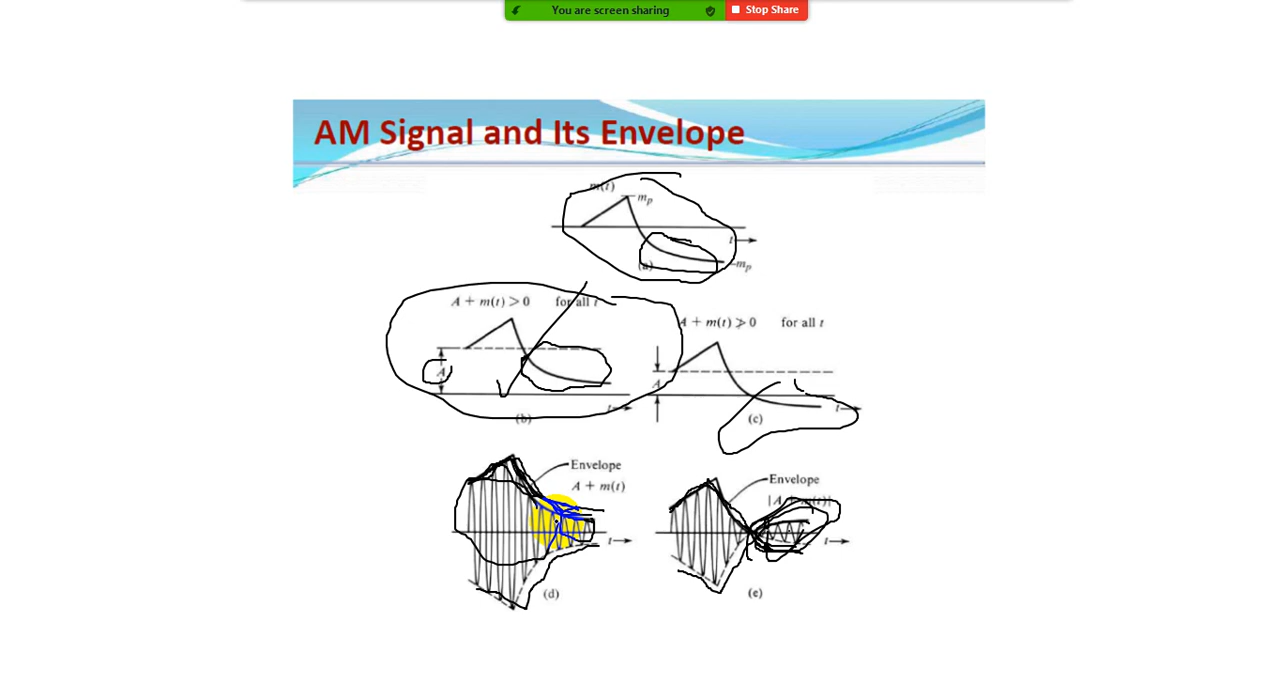 You are screen sharing
Stop Share
AM Signal and Its Envelope
m(t)
mp
t
(a)
-mp
A + m(t) > 0 for all t
A
t
(b)
A + m(t) ⩾ 0 for all t
A
t
(c)
Envelope
A + m(t)
t
(d)
Envelope
t
(e)